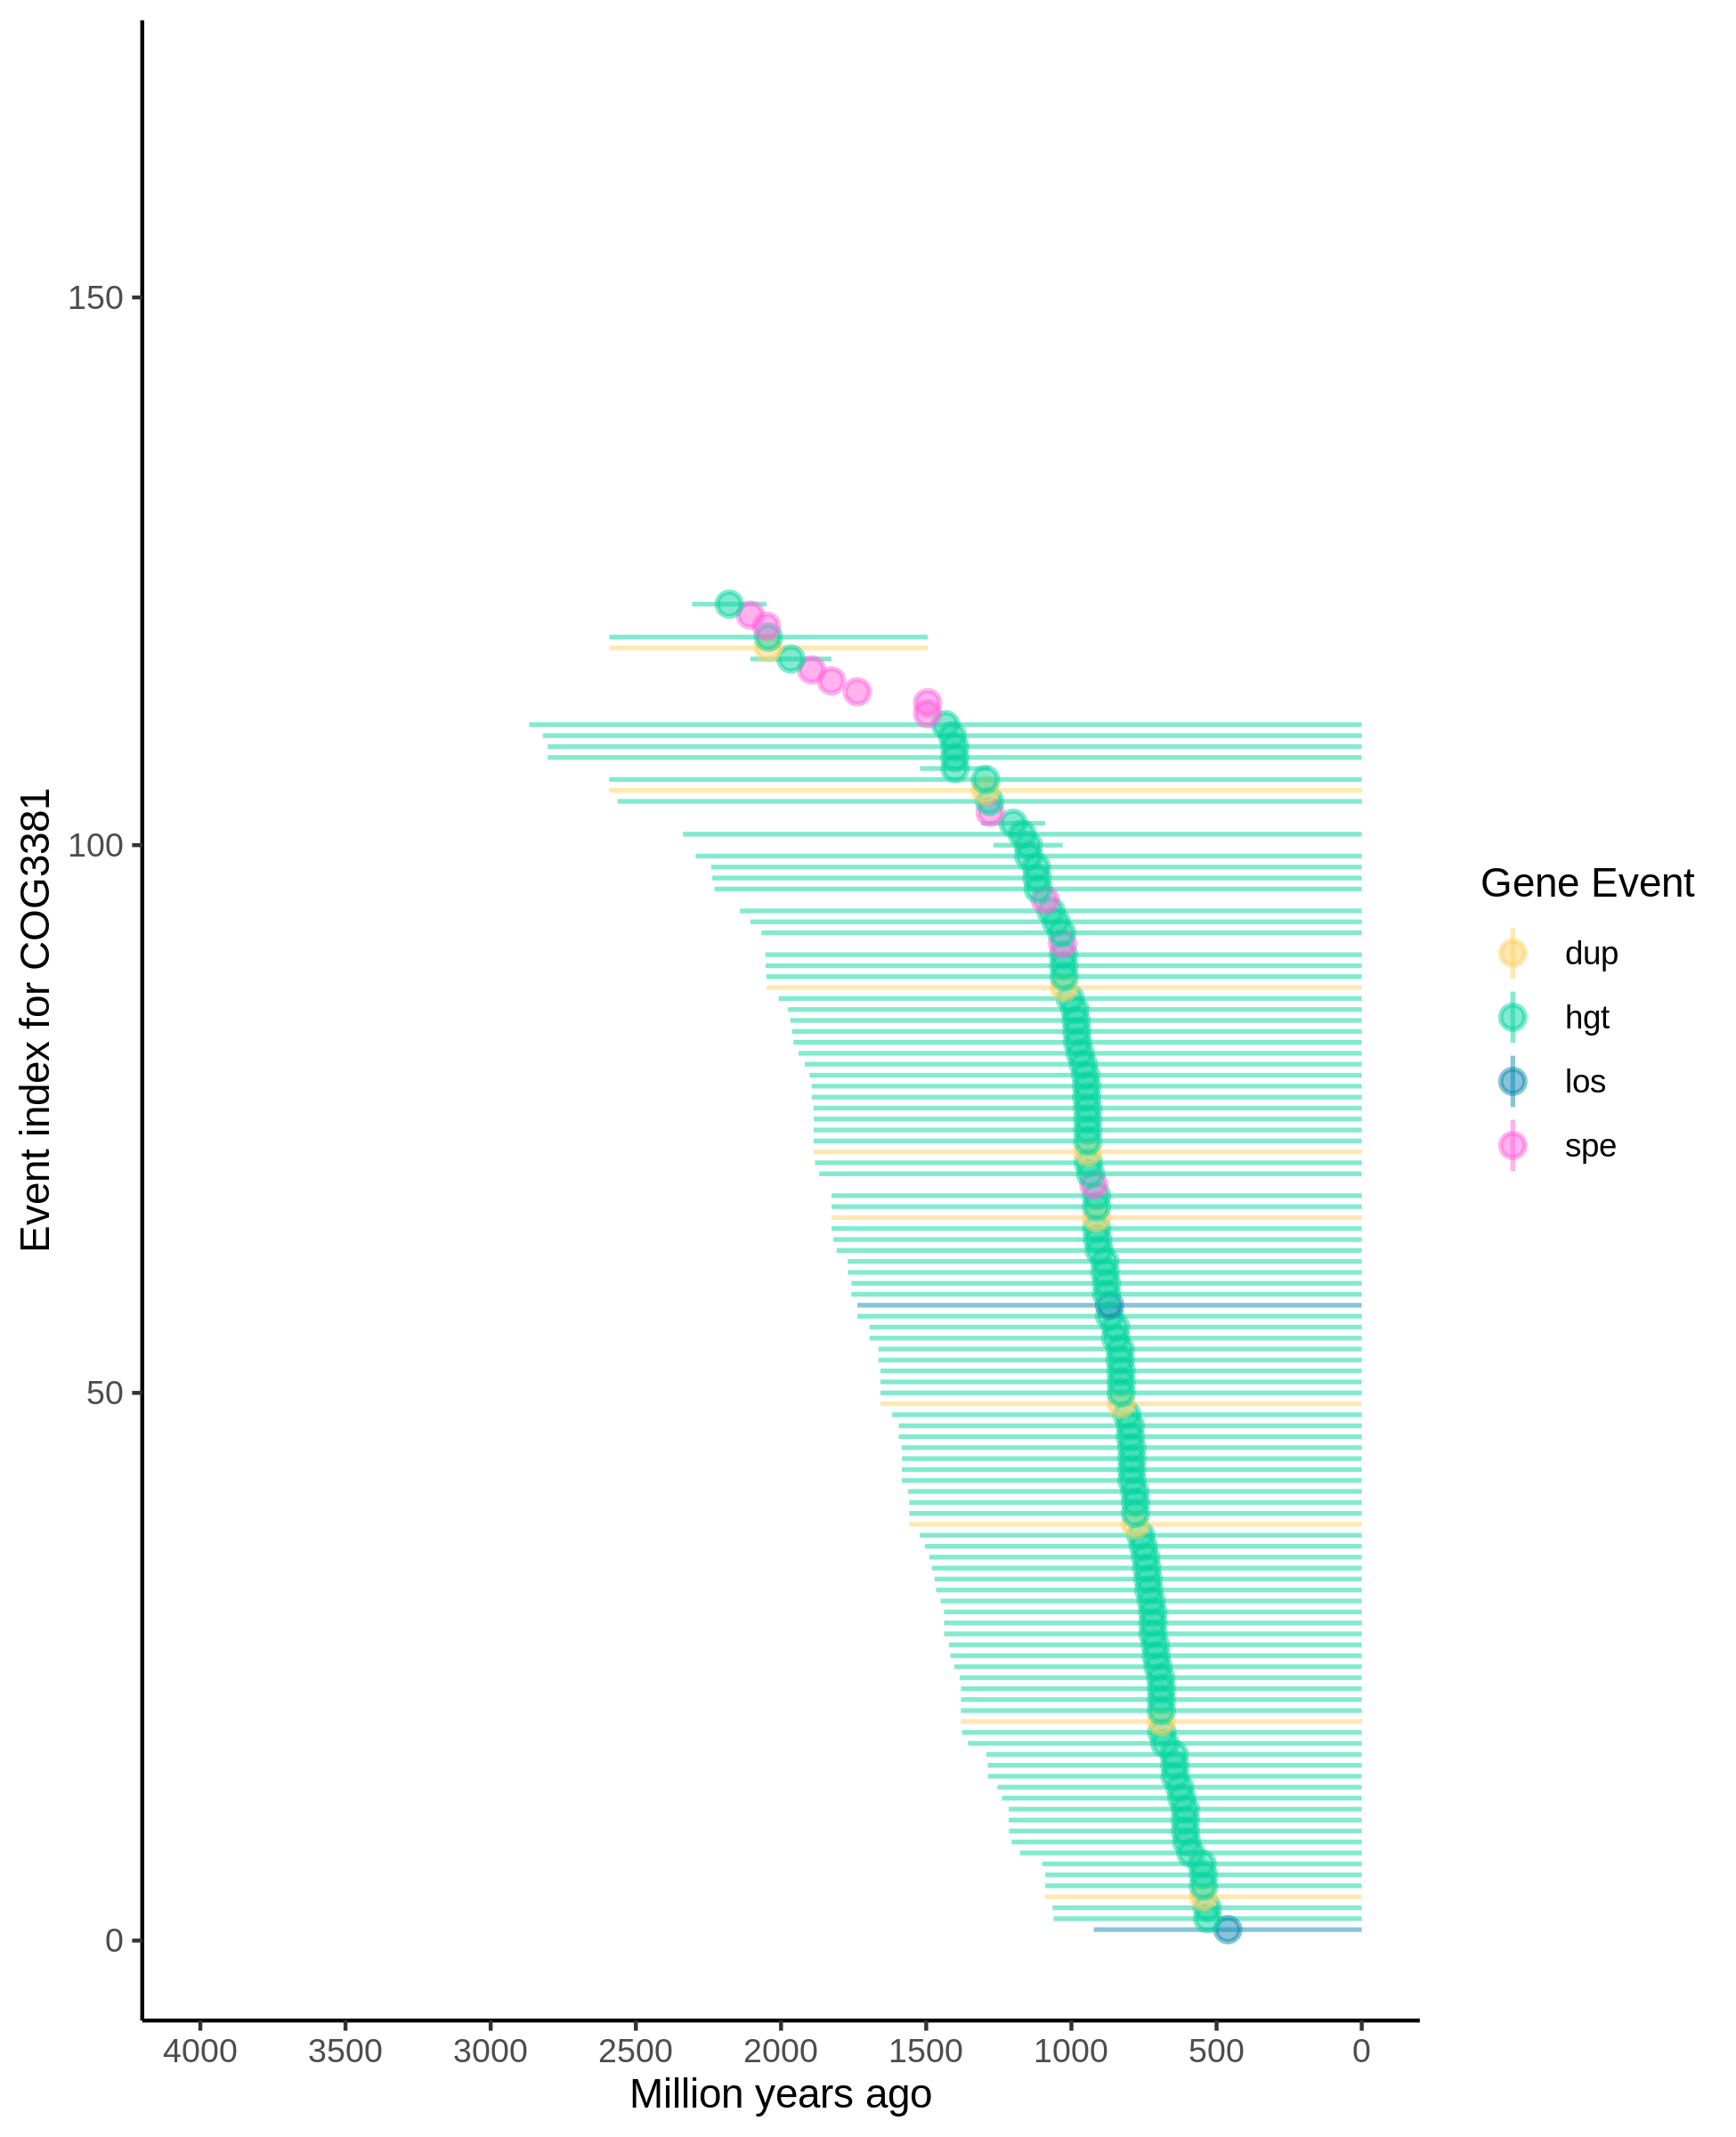 Event index for COG3381
150
100
50
0
4000 3500 3000 2500 2000 1500 1000 500 0
Million years ago
Gene Event
dup
hgt
los
spe